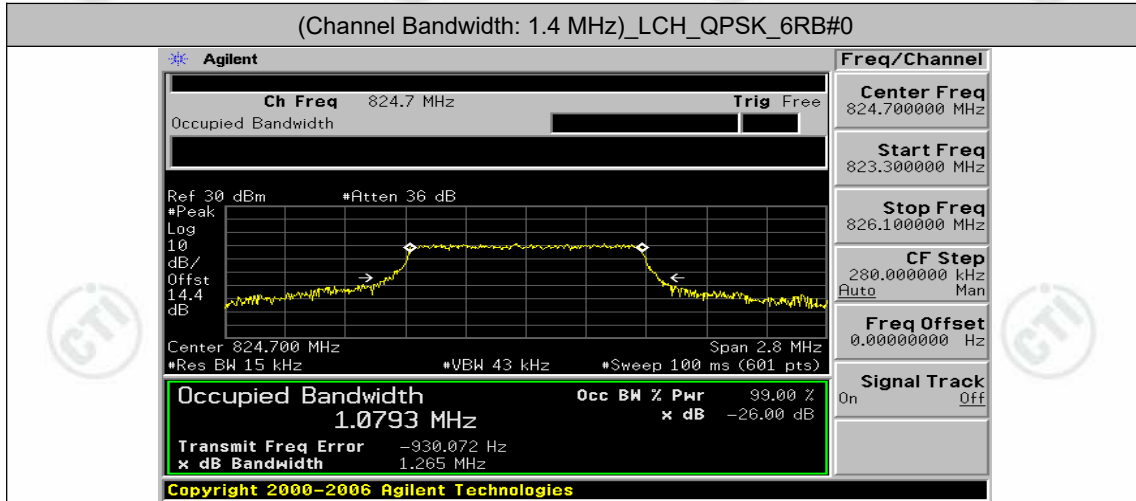 (Channel Bandwidth: 1.4 MHz)_LCH_QPSK_6RB#0
Agilent
Freq/Channel
Ch Freq 824.7 MHz Trig Free
Occupied Bandwidth
Center Freq
824.700000 MHz
Start Freq
823.300000 MHz
Stop Freq
826.100000 MHz
CF Step
280.000000 kHz
Auto Man
Freq Offset
0.00000000 Hz
Signal Track
On Off
Ref 30 dBm #Atten 36 dB
#Peak
Log
10
dB/
Offst
14.4
dB
Center 824.700 MHz Span 2.8 MHz
#Res BW 15 kHz #VBW 43 kHz #Sweep 100 ms (601 pts)
Occupied Bandwidth Occ BW % Pwr 99.00 %
1.0793 MHz x dB -26.00 dB
Transmit Freq Error -930.072 Hz
x dB Bandwidth 1.265 MHz
Copyright 2000-2006 Agilent Technologies
CTI
CTI